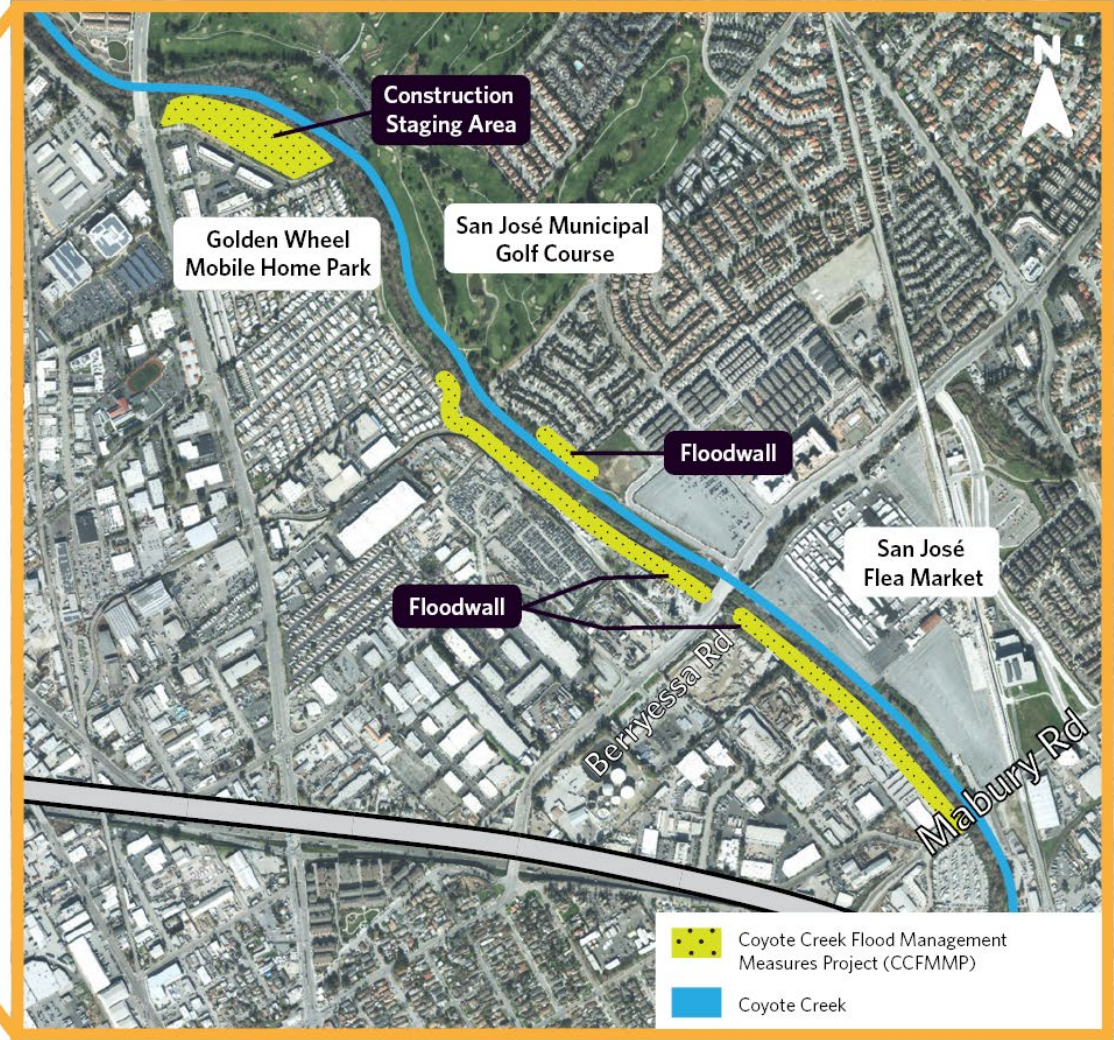 N
Construction
Staging Area
Golden Wheel
Mobile Home Park
San José Municipal
Golf Course
Floodwall
San José
Flea Market
Floodwall
Berryessa Rd
Mabury Rd
Coyote Creek Flood Management
Measures Project (CCFMMP)
Coyote Creek